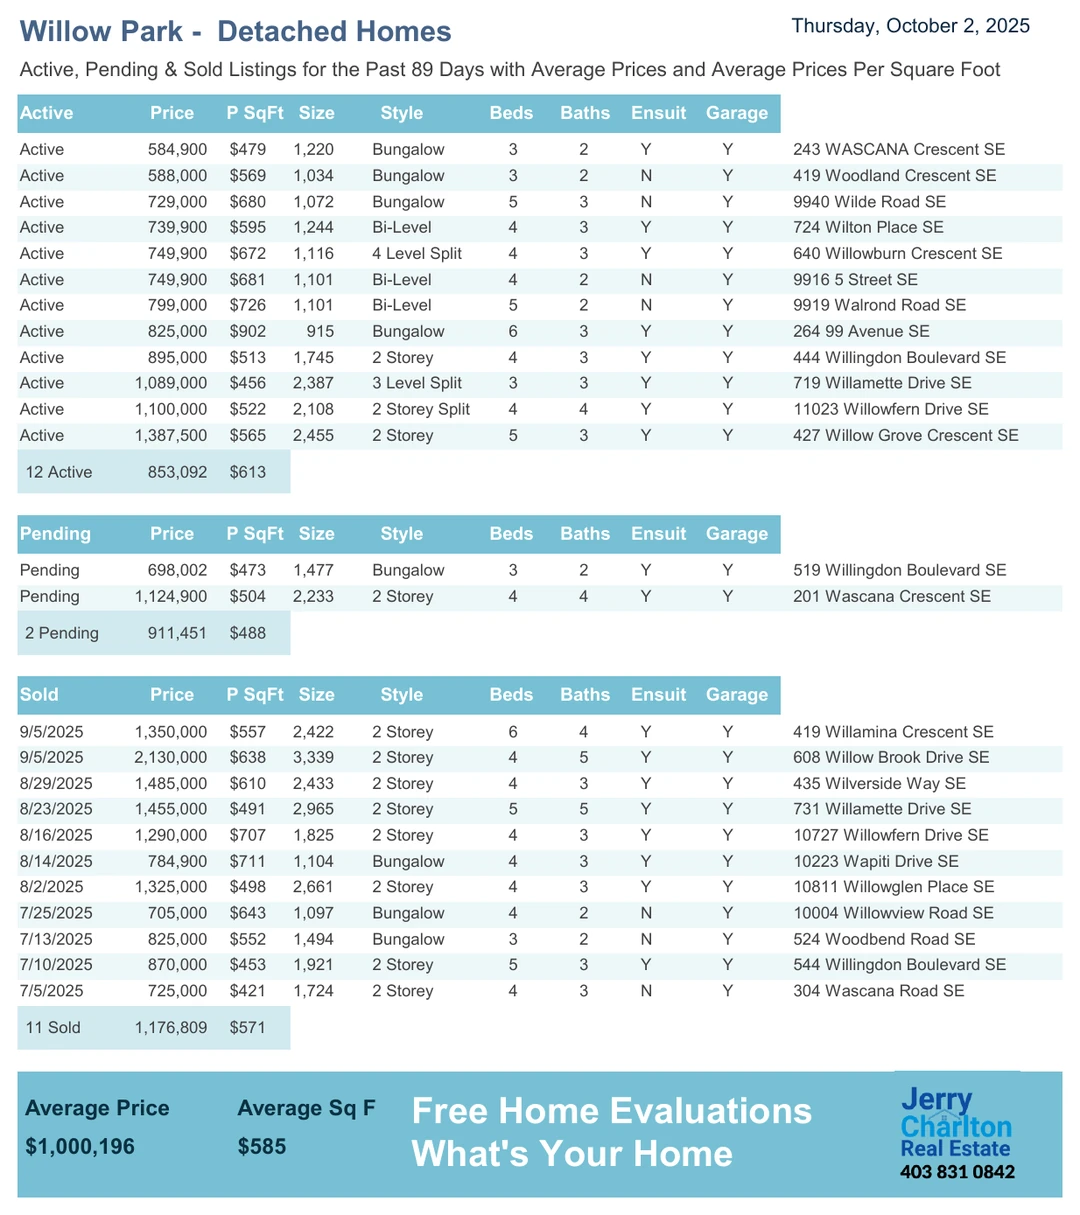 Willow Park -  Detached Homes
Thursday, October 2, 2025
Active, Pending & Sold Listings for the Past 89 Days with Average Prices and Average Prices Per Square Foot
Active Price P SqFt Size Style Beds Baths Ensuit Garage
Active 584,900 $479 1,220 Bungalow 3 2 Y Y 243 WASCANA Crescent SE
Active 588,000 $569 1,034 Bungalow 3 2 N Y 419 Woodland Crescent SE
Active 729,000 $680 1,072 Bungalow 5 3 N Y 9940 Wilde Road SE
Active 739,900 $595 1,244 Bi-Level 4 3 Y Y 724 Wilton Place SE
Active 749,900 $672 1,116 4 Level Split 4 3 Y Y 640 Willowburn Crescent SE
Active 749,900 $681 1,101 Bi-Level 4 2 N Y 9916 5 Street SE
Active 799,000 $726 1,101 Bi-Level 5 2 N Y 9919 Walrond Road SE
Active 825,000 $902 915 Bungalow 6 3 Y Y 264 99 Avenue SE
Active 895,000 $513 1,745 2 Storey 4 3 Y Y 444 Willingdon Boulevard SE
Active 1,089,000 $456 2,387 3 Level Split 3 3 Y Y 719 Willamette Drive SE
Active 1,100,000 $522 2,108 2 Storey Split 4 4 Y Y 11023 Willowfern Drive SE
Active 1,387,500 $565 2,455 2 Storey 5 3 Y Y 427 Willow Grove Crescent SE
12 Active 853,092 $613
Pending Price P SqFt Size Style Beds Baths Ensuit Garage
Pending 698,002 $473 1,477 Bungalow 3 2 Y Y 519 Willingdon Boulevard SE
Pending 1,124,900 $504 2,233 2 Storey 4 4 Y Y 201 Wascana Crescent SE
2 Pending 911,451 $488
Sold Price P SqFt Size Style Beds Baths Ensuit Garage
9/5/2025 1,350,000 $557 2,422 2 Storey 6 4 Y Y 419 Willamina Crescent SE
9/5/2025 2,130,000 $638 3,339 2 Storey 4 5 Y Y 608 Willow Brook Drive SE
8/29/2025 1,485,000 $610 2,433 2 Storey 4 3 Y Y 435 Wilverside Way SE
8/23/2025 1,455,000 $491 2,965 2 Storey 5 5 Y Y 731 Willamette Drive SE
8/16/2025 1,290,000 $707 1,825 2 Storey 4 3 Y Y 10727 Willowfern Drive SE
8/14/2025 784,900 $711 1,104 Bungalow 4 3 Y Y 10223 Wapiti Drive SE
8/2/2025 1,325,000 $498 2,661 2 Storey 4 3 Y Y 10811 Willowglen Place SE
7/25/2025 705,000 $643 1,097 Bungalow 4 2 N Y 10004 Willowview Road SE
7/13/2025 825,000 $552 1,494 Bungalow 3 2 N Y 524 Woodbend Road SE
7/10/2025 870,000 $453 1,921 2 Storey 5 3 Y Y 544 Willingdon Boulevard SE
7/5/2025 725,000 $421 1,724 2 Storey 4 3 N Y 304 Wascana Road SE
11 Sold 1,176,809 $571
Average Price Average Sq F
$1,000,196 $585
Free Home Evaluations
What's Your Home
Jerry
Charlton
Real Estate
403 831 0842